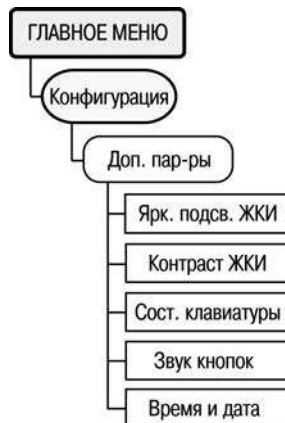 ГЛАВНОЕ МЕНЮ
Конфигурация
Доп. пар-ры
Ярк. подсв. ЖКИ
Контраст ЖКИ
Сост. клавиатуры
Звук кнопок
Время и дата